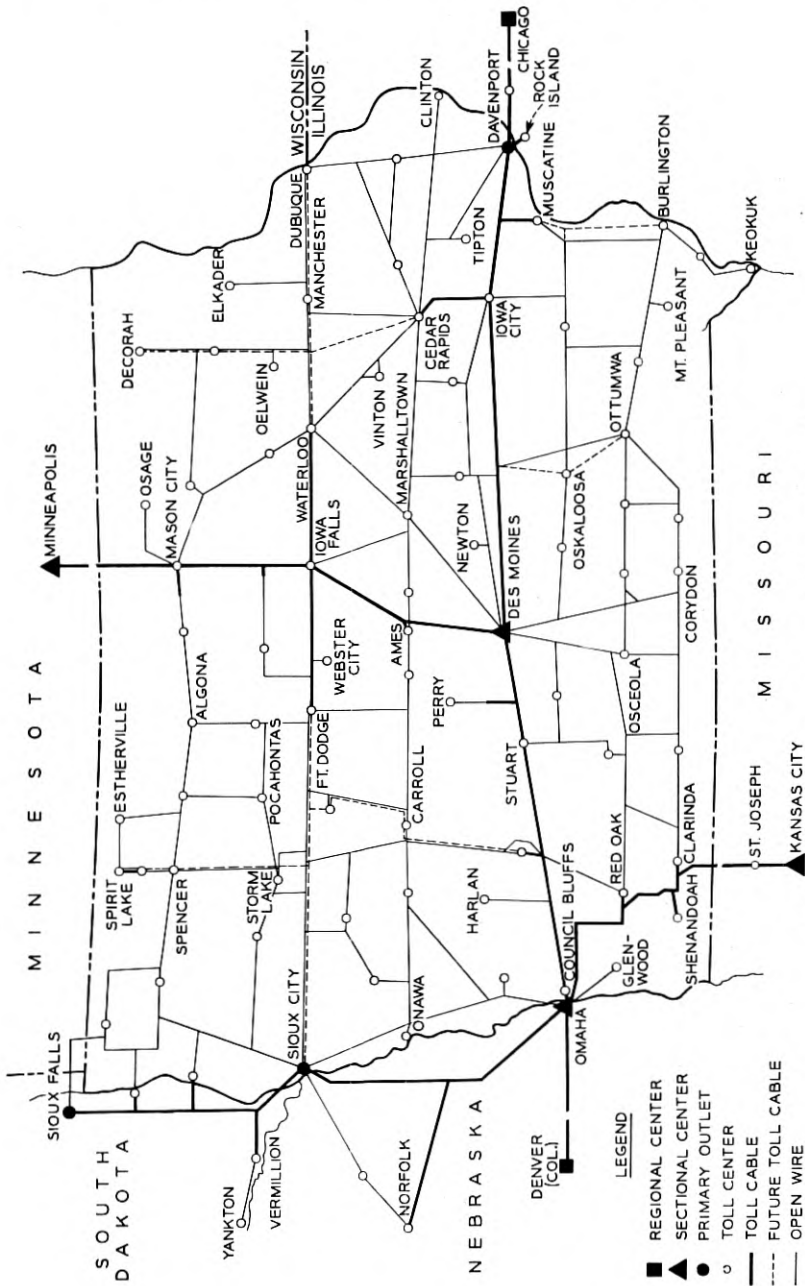 MINNESOTA
SOUTH
DAKOTA
SIOUX FALLS
MINNEAPOLIS
YANKTON
VERMILLION
SPIRIT
LAKE
ESTHERVILLE
SPENCER
ALGONA
MASON CITY
OSAGE
DECORAH
ELKADER
OELWEIN
STORM
LAKE
POCAHONTAS
SIOUX CITY
FT. DODGE
WEBSTER
CITY
IOWA
FALLS
WATERLOO
MANCHESTER
DUBUQUE
WISCONSIN
ILLINOIS
NORFOLK
ONAWA
CARROLL
AMES
MARSHALLTOWN
VINTON
CEDAR
RAPIDS
CLINTON
NEBRASKA
HARLAN
PERRY
NEWTON
TIPTON
DENVER
(COL.)
OMAHA
COUNCIL BLUFFS
STUART
DES MOINES
IOWA
CITY
DAVENPORT
CHICAGO
ROCK
ISLAND
MUSCATINE
GLEN-
WOOD
RED OAK
OSCEOLA
OSKALOOSA
OTTUMWA
MT. PLEASANT
BURLINGTON
SHENANDOAH
CLARINDA
CORYDON
KEOKUK
ST. JOSEPH
KANSAS CITY
MISSOURI
LEGEND
REGIONAL CENTER
SECTIONAL CENTER
PRIMARY OUTLET
TOLL CENTER
TOLL CABLE
FUTURE TOLL CABLE
OPEN WIRE